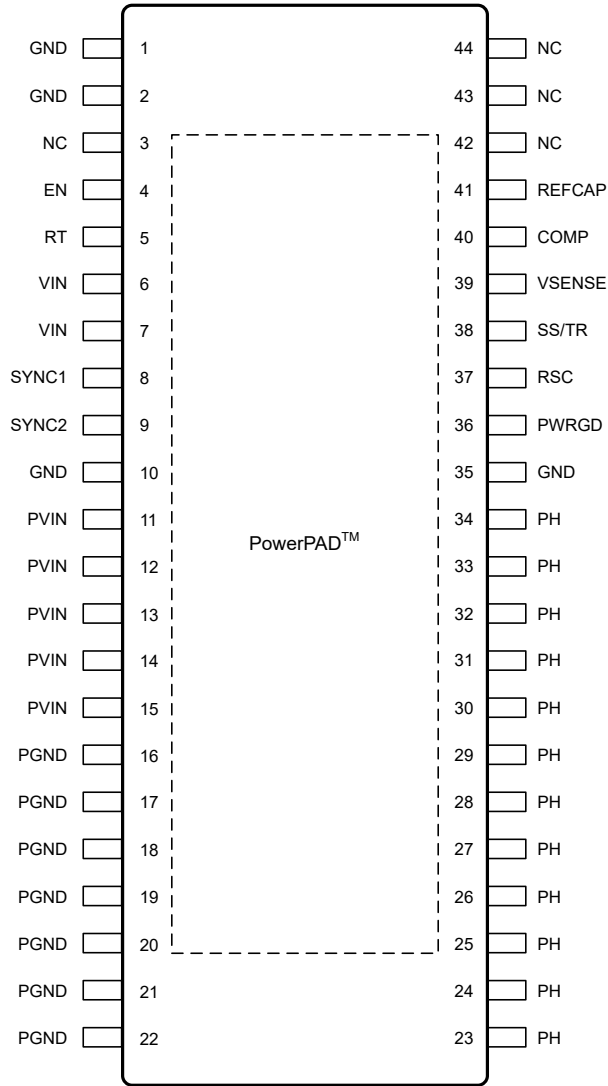 GND 1 44 NC
GND 2 43 NC
NC 3 42 NC
EN 4 41 REFCAP
RT 5 40 COMP
VIN 6 39 VSENSE
VIN 7 38 SS/TR
SYNC1 8 37 RSC
SYNC2 9 36 PWRGD
GND 10 35 GND
PVIN 11 34 PH
PowerPAD™
PVIN 12 33 PH
PVIN 13 32 PH
PVIN 14 31 PH
PVIN 15 30 PH
PGND 16 29 PH
PGND 17 28 PH
PGND 18 27 PH
PGND 19 26 PH
PGND 20 25 PH
PGND 21 24 PH
PGND 22 23 PH